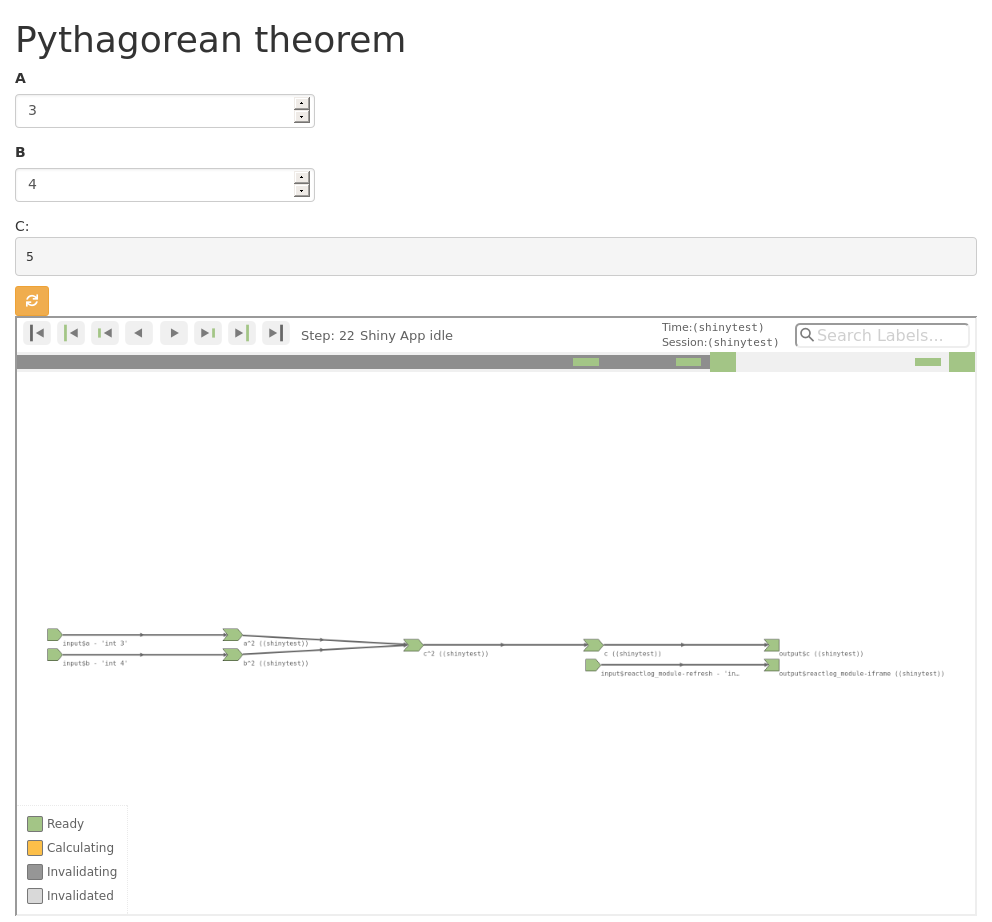 Pythagorean theorem
A
3
B
4
C:
5
Step: 22 Shiny App idle
Time:(shinytest)
Session:(shinytest)
Search Labels...
input$a - 'int 3'
a^2 ((shinytest))
input$b - 'int 4'
b^2 ((shinytest))
c^2 ((shinytest))
c ((shinytest))
output$c ((shinytest))
input$reactlog_module-refresh - 'in…
output$reactlog_module-iframe ((shinytest))
Ready
Calculating
Invalidating
Invalidated